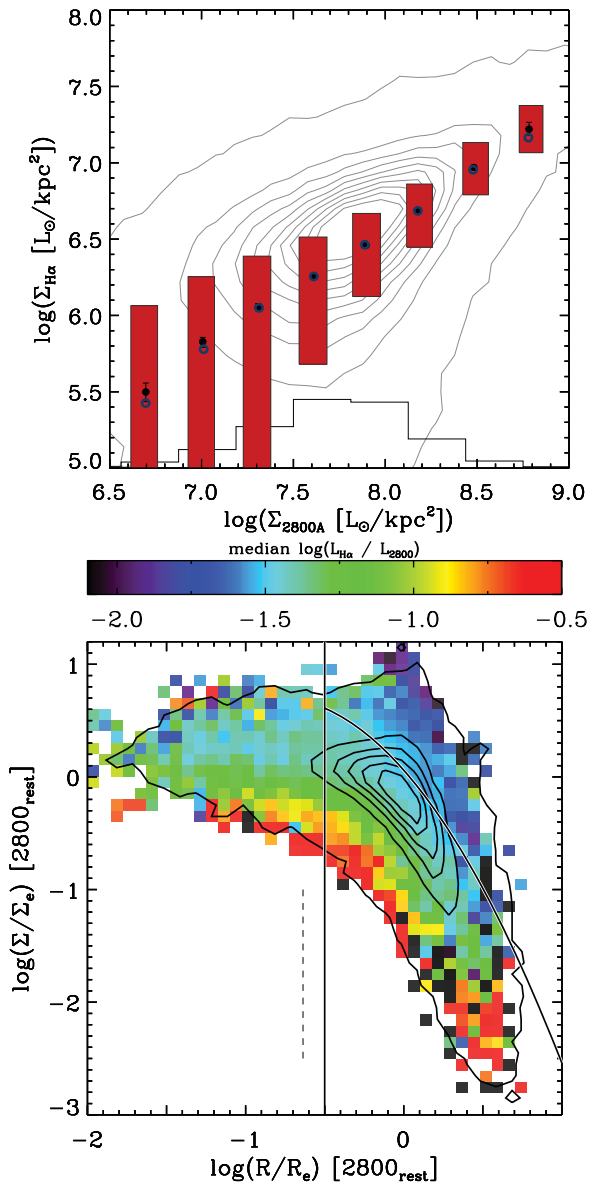 8.0
7.5
7.0
6.5
6.0
5.5
5.0
log(Σ_Hα [L⊙/kpc²])
6.5 7.0 7.5 8.0 8.5 9.0
log(Σ_2800A [L⊙/kpc²])
median log(L_Hα / L_2800)
−2.0 −1.5 −1.0 −0.5
1
0
−1
−2
−3
log(Σ/Σ_e) [2800_rest]
−2 −1 0
log(R/R_e) [2800_rest]